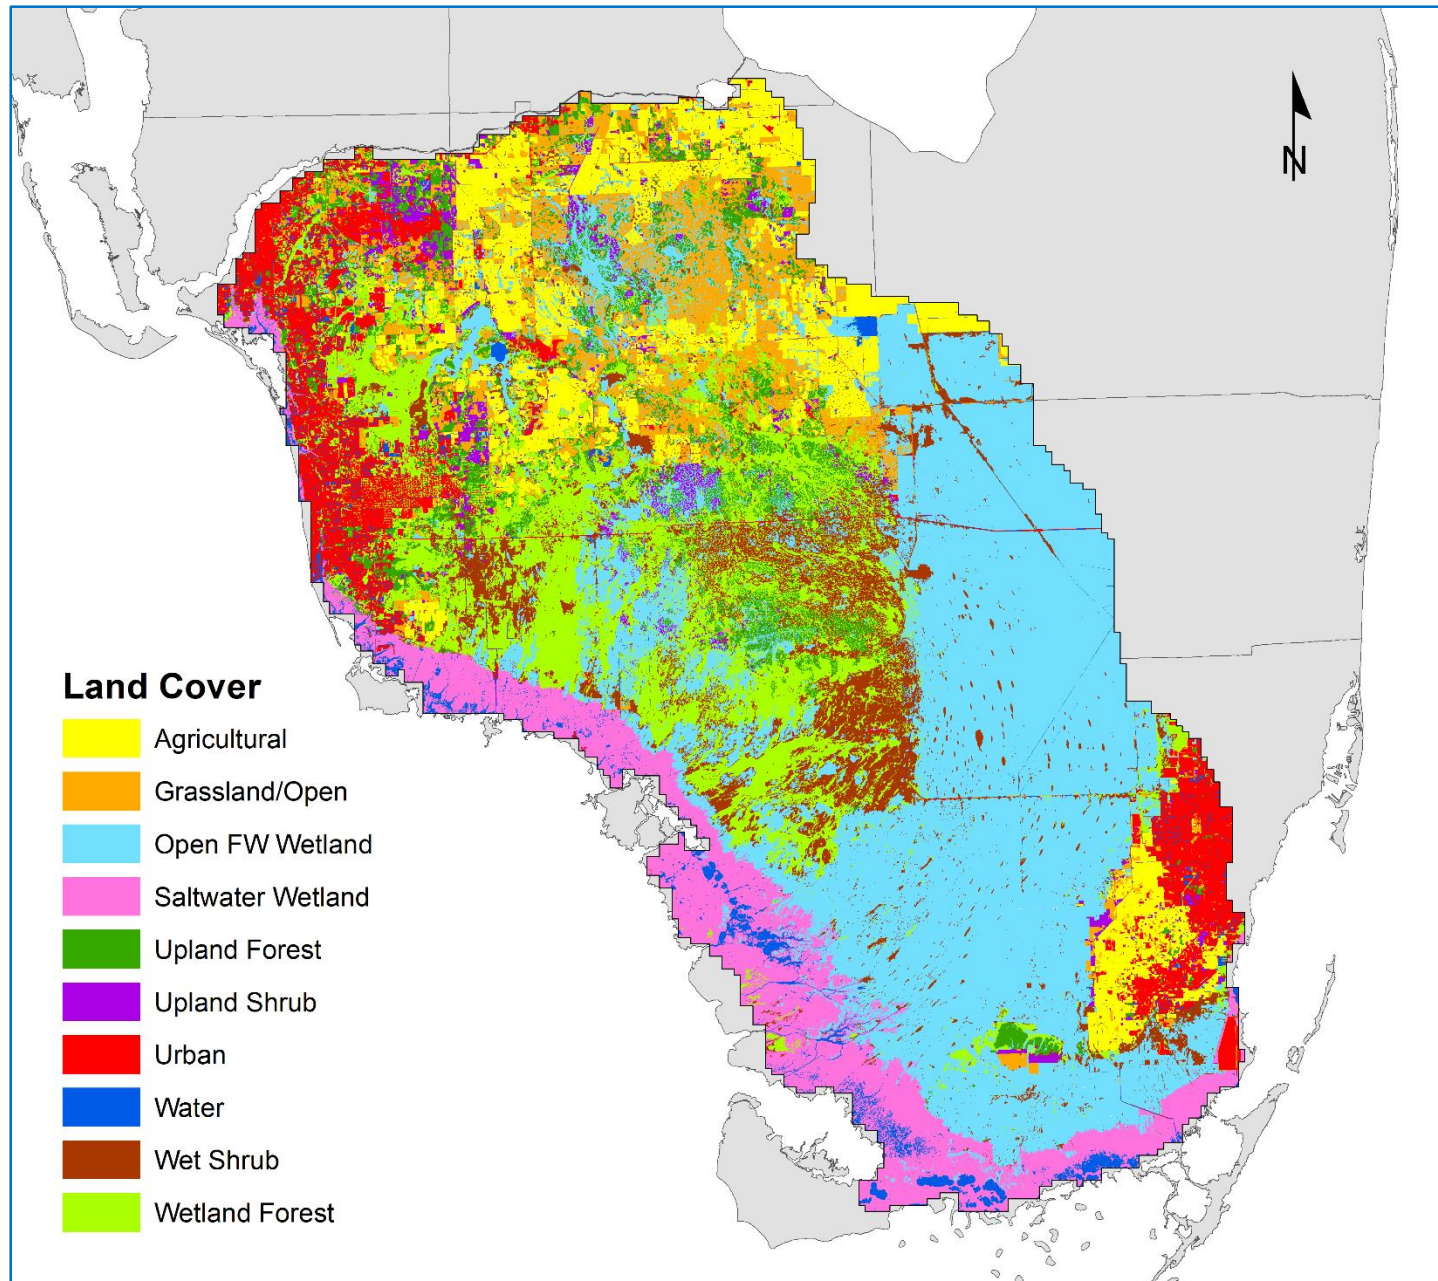 N
Land Cover
Agricultural
Grassland/Open
Open FW Wetland
Saltwater Wetland
Upland Forest
Upland Shrub
Urban
Water
Wet Shrub
Wetland Forest